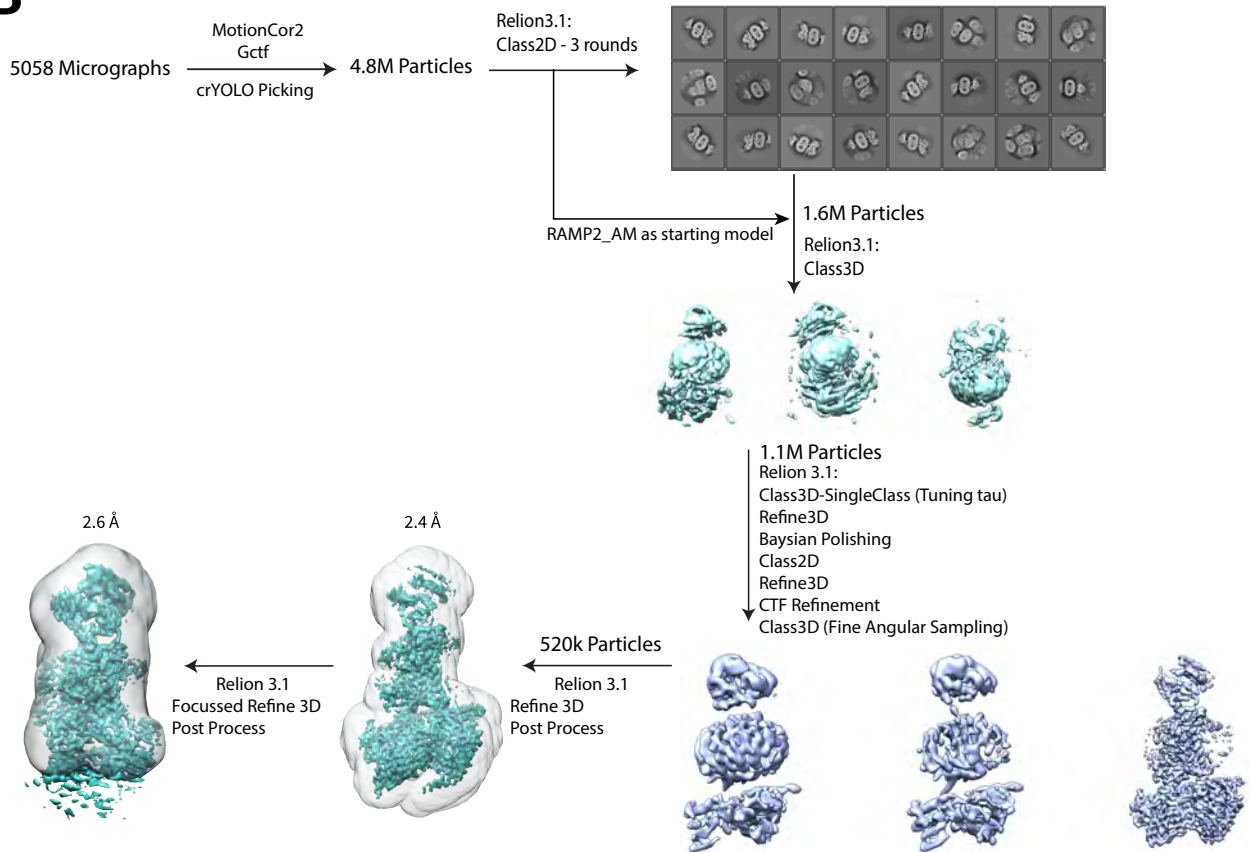 B
5058 Micrographs
MotionCor2
Gctf
crYOLO Picking
4.8M Particles
Relion3.1:
Class2D - 3 rounds
RAMP2_AM as starting model
1.6M Particles
Relion3.1:
Class3D
1.1M Particles
Relion 3.1:
Class3D-SingleClass (Tuning tau)
Refine3D
Baysian Polishing
Class2D
Refine3D
CTF Refinement
Class3D (Fine Angular Sampling)
520k Particles
Relion 3.1
Refine 3D
Post Process
2.4 Å
Relion 3.1
Focussed Refine 3D
Post Process
2.6 Å